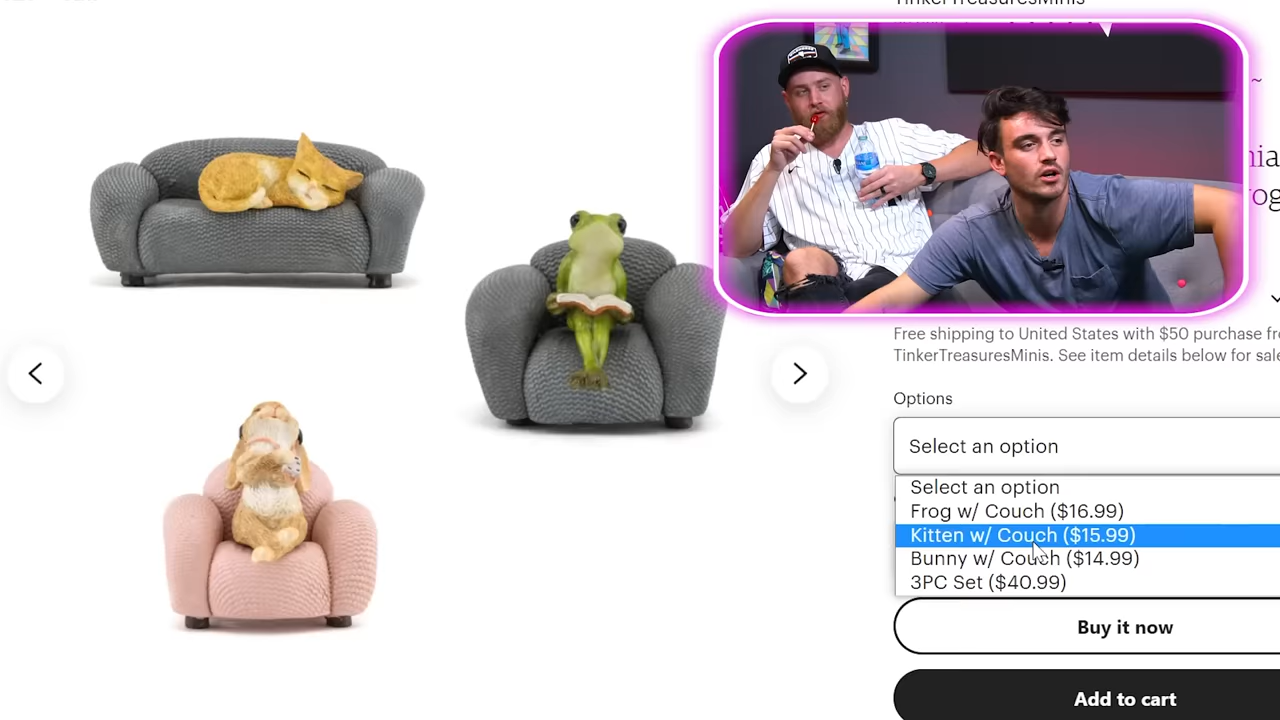 TinkerTreasuresMinis
Free shipping to United States with $50 purchase
TinkerTreasuresMinis. See item details below for
Options
Select an option
Select an option
Frog w/ Couch ($16.99)
Kitten w/ Couch ($15.99)
Bunny w/ Couch ($14.99)
3PC Set ($40.99)
Buy it now
Add to cart